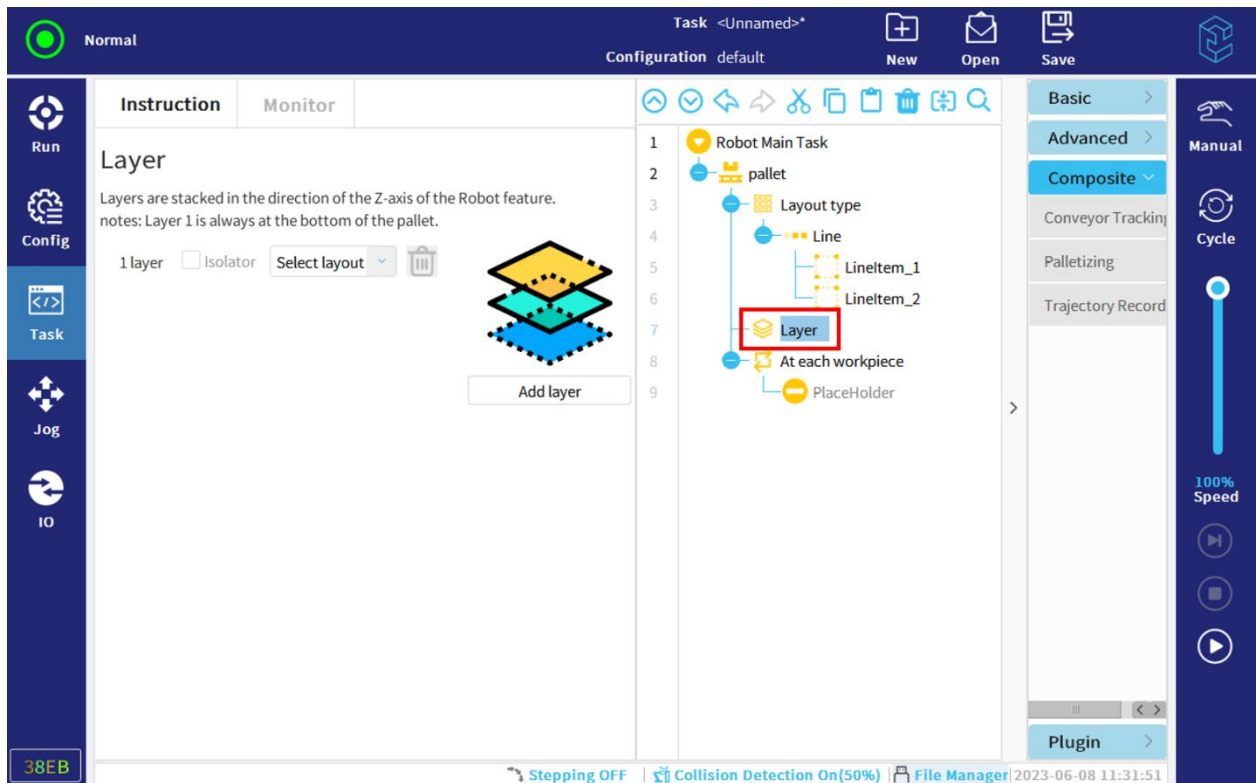 Normal
Task <Unnamed>*
Configuration default
New
Open
Save
Run
Config
Task
Jog
IO
38EB
Instruction
Monitor
Layer
Layers are stacked in the direction of the Z-axis of the Robot feature.
notes: Layer 1 is always at the bottom of the pallet.
1 layer Isolator Select layout
Add layer
1 Robot Main Task
2 pallet
3 Layout type
4 Line
5 LineItem_1
6 LineItem_2
7 Layer
8 At each workpiece
9 PlaceHolder
Basic
Advanced
Composite
Conveyor Tracking
Palletizing
Trajectory Record
Plugin
Manual
Cycle
100%
Speed
Stepping OFF Collision Detection On(50%) File Manager 2023-06-08 11:31:51